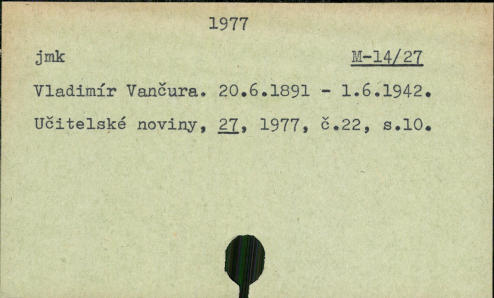 1977
jmk M-14/27
Vladimír Vančura. 20.6.1891 - 1.6.1942.
Učitelské noviny, 27, 1977, č.22, s.10.